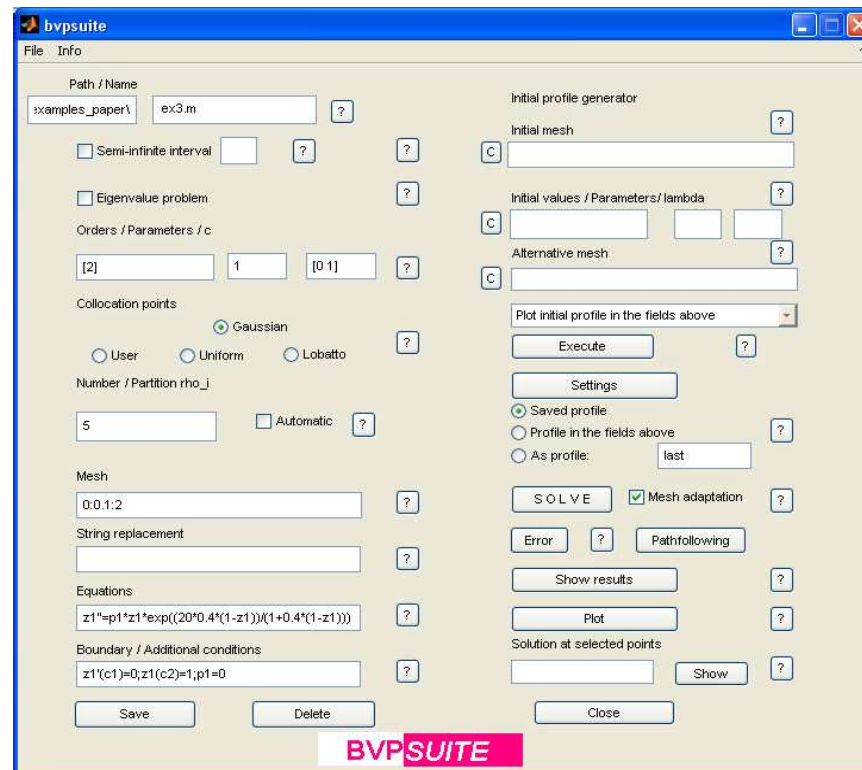 bvpsuite
File Info
Path / Name
examples_paper\ ex3.m ?
Semi-infinite interval ? ?
Eigenvalue problem ?
Orders / Parameters / c
[2] 1 [0 1] ?
Collocation points
Gaussian
User Uniform Lobatto ?
Number / Partition rho_i
5 Automatic ?
Mesh
0:0.1:2 ?
String replacement
?
Equations
z1''=p1*z1*exp((20*0.4*(1-z1))/(1+0.4*(1-z1))) ?
Boundary / Additional conditions
z1'(c1)=0;z1(c2)=1;p1=0 ?
Save Delete
Initial profile generator
Initial mesh ?
C
Initial values / Parameters/ lambda ?
C
Alternative mesh ?
C
Plot initial profile in the fields above
Execute ?
Settings
Saved profile
Profile in the fields above ?
As profile: last
S O L V E Mesh adaptation ?
Error ? Pathfollowing
Show results ?
Plot ?
Solution at selected points
Show ?
Close
BVPSUITE